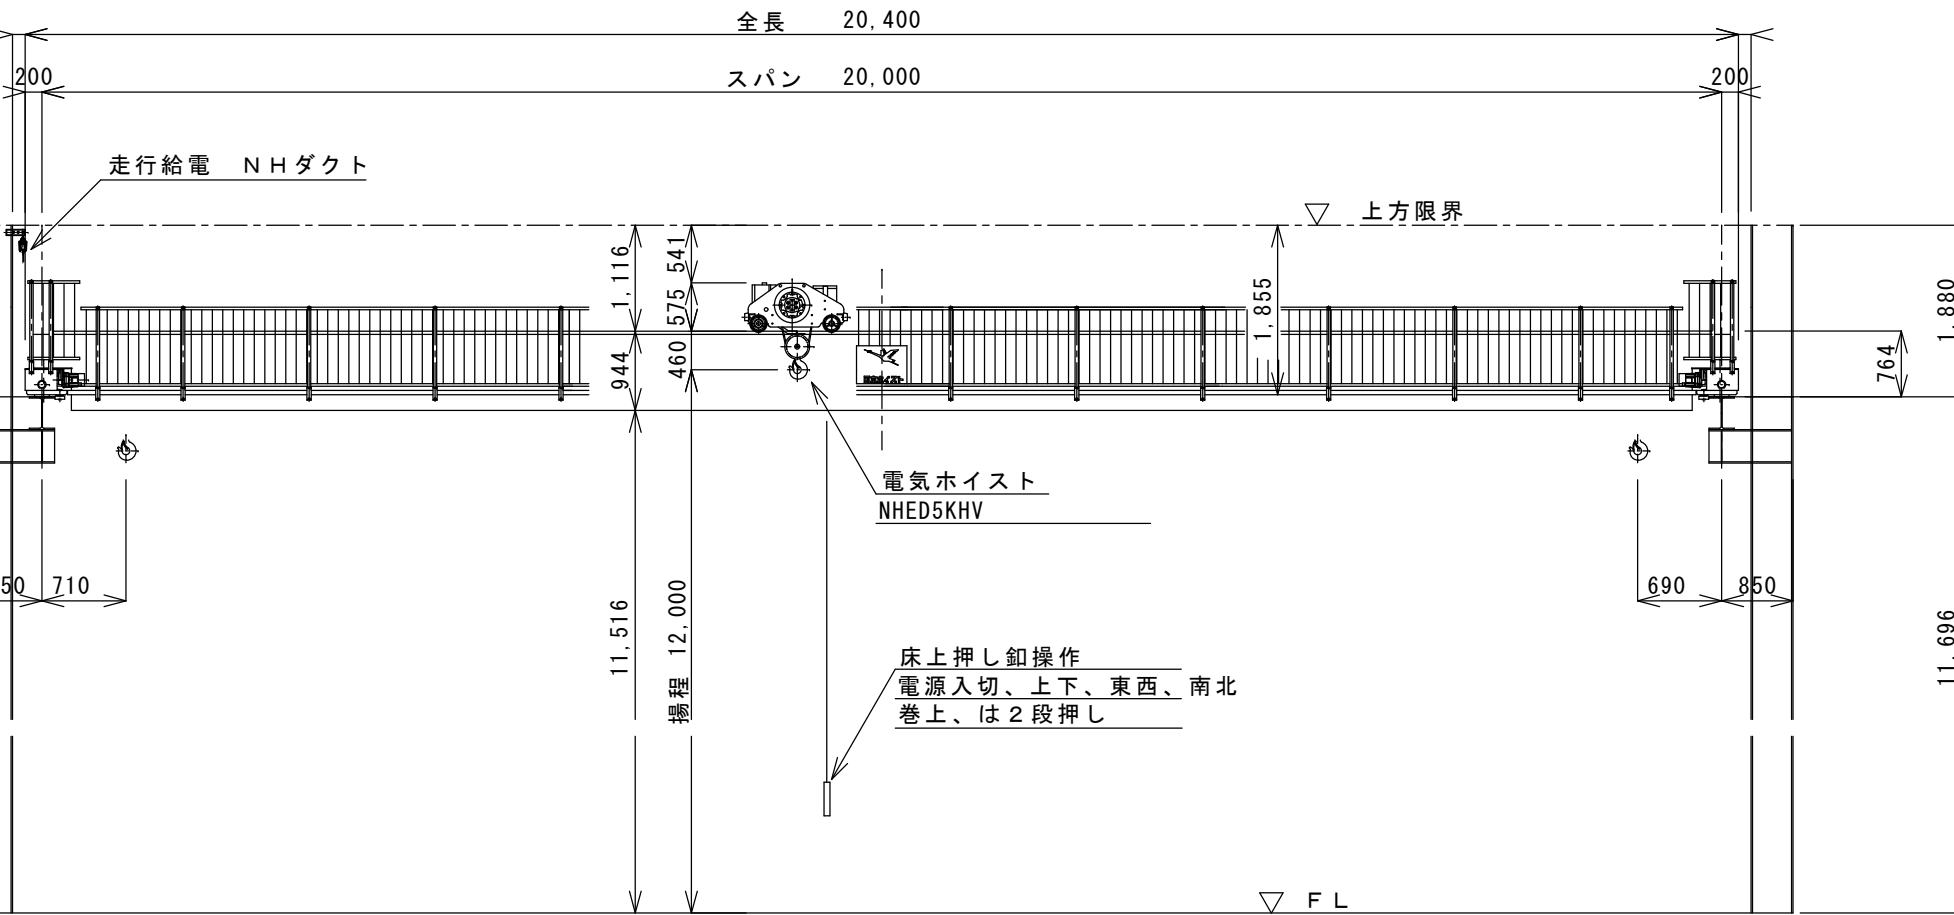 全長 20,400
200 スパン 20,000 200
走行給電 ＮＨダクト
上方限界
1,116
541
575
460
944
1,855
1,880
764
電気ホイスト
NHED5KHV
50 710
690 850
11,516
揚程 12,000
11,696
床上押し釦操作
電源入切、上下、東西、南北
巻上、は２段押し
ＦＬ